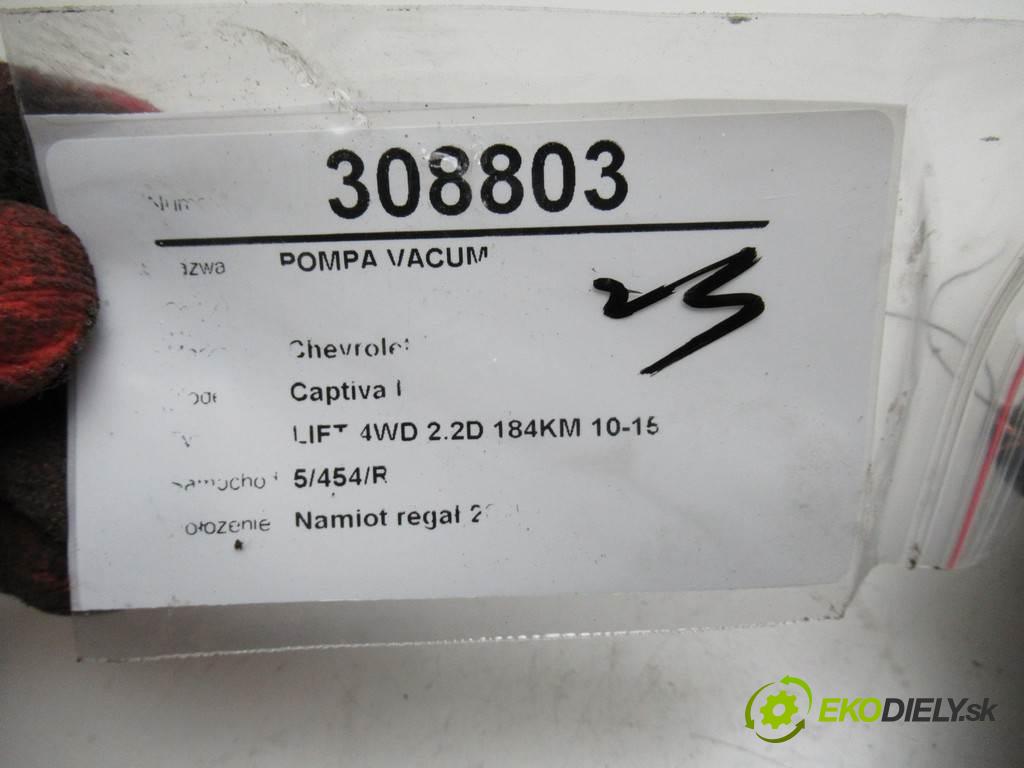 308803
POMPA VACUM
23
Chevrolet
Captiva I
LIFT 4WD 2.2D 184KM 10-15
5/454/R
Namiot regał
EKODIELY.sk